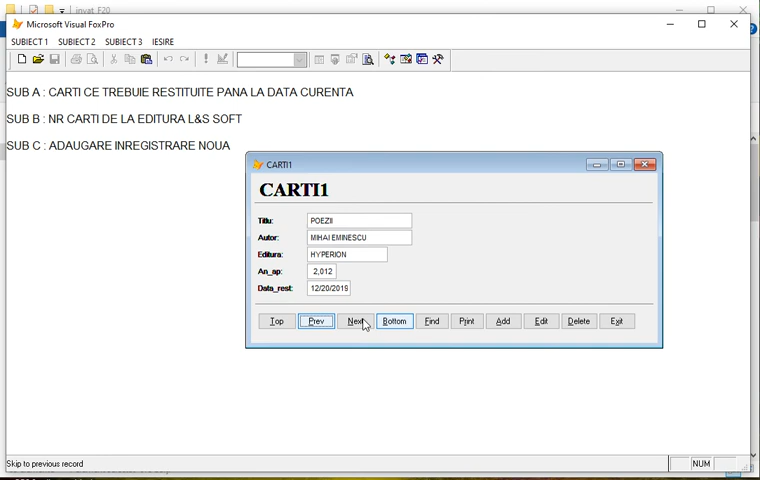 invat F20
Microsoft Visual FoxPro
SUBIECT 1 SUBIECT 2 SUBIECT 3 IESIRE
SUB A : CARTI CE TREBUIE RESTITUITE PANA LA DATA CURENTA
SUB B : NR CARTI DE LA EDITURA L&S SOFT
SUB C : ADAUGARE INREGISTRARE NOUA
CARTI1
CARTI1
Titlu: POEZII
Autor: MIHAI EMINESCU
Editura: HYPERION
An_ap: 2,012
Data_rest: 12/20/2019
Top Prev Next Bottom Find Print Add Edit Delete Exit
Skip to previous record NUM